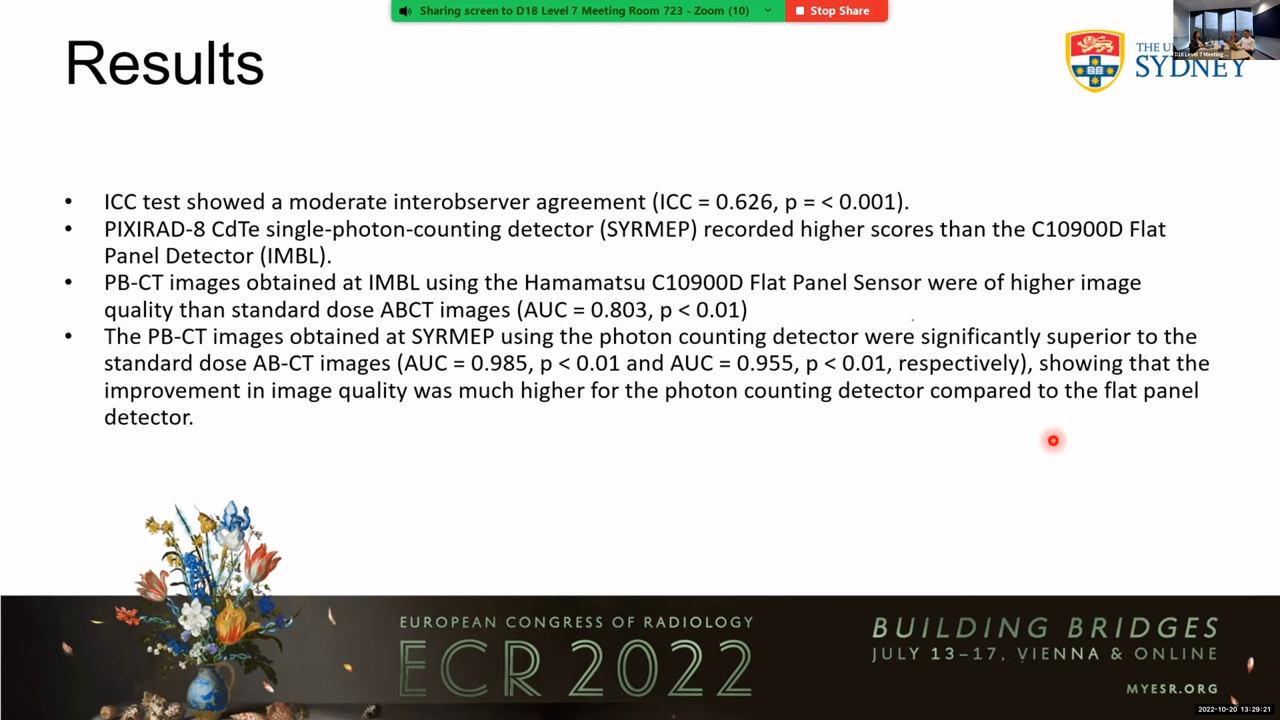 Sharing screen to D18 Level 7 Meeting Room 723 - Zoom (10)
Stop Share
Results
THE U
SYDNEY
D18 Level 7 Meeting
• ICC test showed a moderate interobserver agreement (ICC = 0.626, p = < 0.001).
• PIXIRAD-8 CdTe single-photon-counting detector (SYRMEP) recorded higher scores than the C10900D Flat
Panel Detector (IMBL).
• PB-CT images obtained at IMBL using the Hamamatsu C10900D Flat Panel Sensor were of higher image
quality than standard dose ABCT images (AUC = 0.803, p < 0.01)
• The PB-CT images obtained at SYRMEP using the photon counting detector were significantly superior to the
standard dose AB-CT images (AUC = 0.985, p < 0.01 and AUC = 0.955, p < 0.01, respectively), showing that the
improvement in image quality was much higher for the photon counting detector compared to the flat panel
detector.
EUROPEAN CONGRESS OF RADIOLOGY
ECR 2022
BUILDING BRIDGES
JULY 13–17, VIENNA & ONLINE
MYESR.ORG
2022-10-20 13:29:21